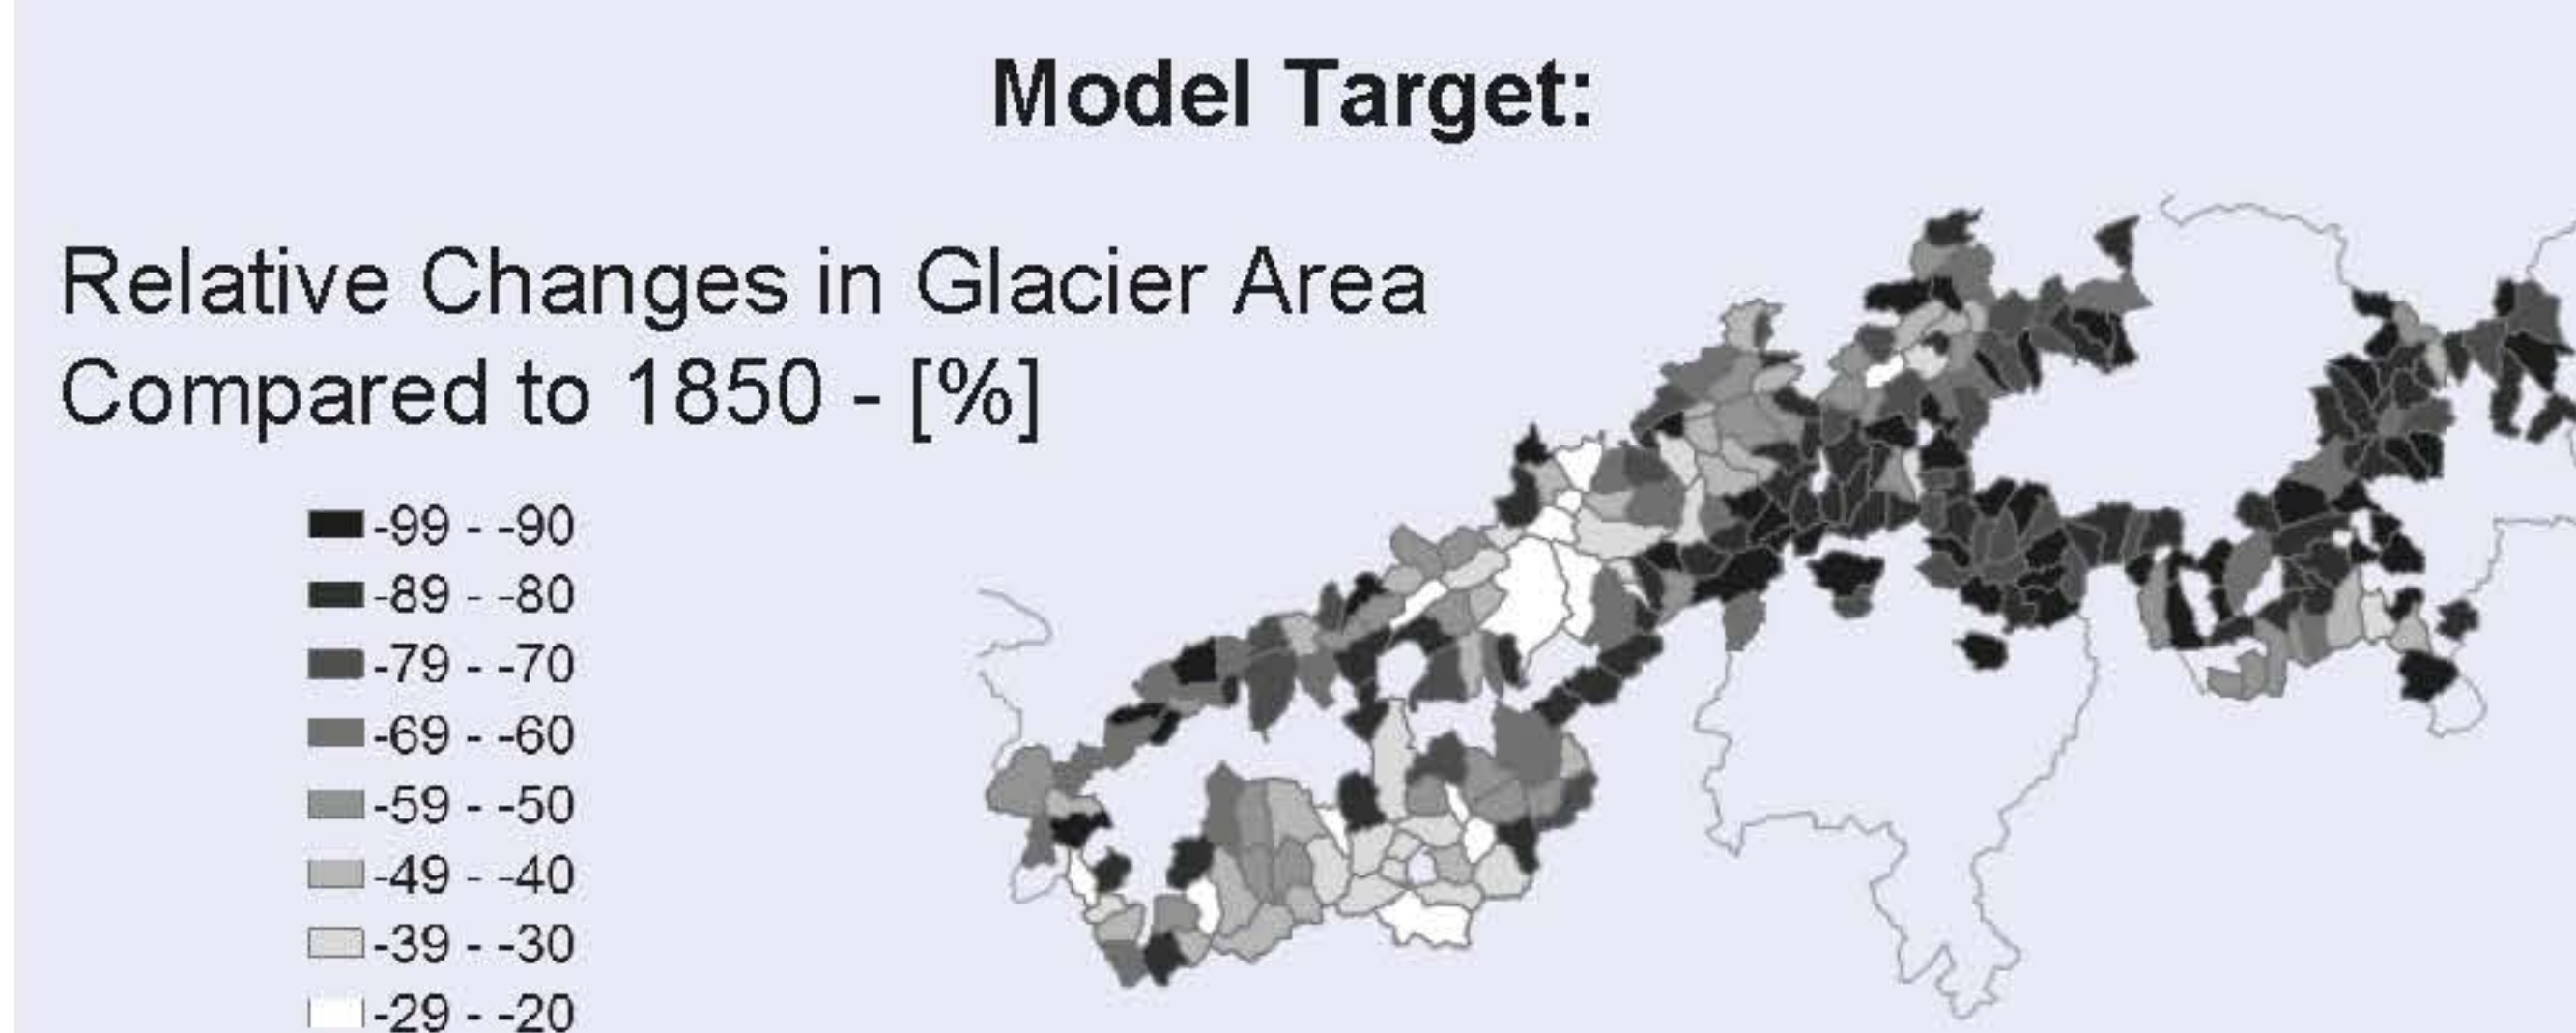 Model Target:
Relative Changes in Glacier Area
Compared to 1850 - [%]
-99 - -90
-89 - -80
-79 - -70
-69 - -60
-59 - -50
-49 - -40
-39 - -30
-29 - -20